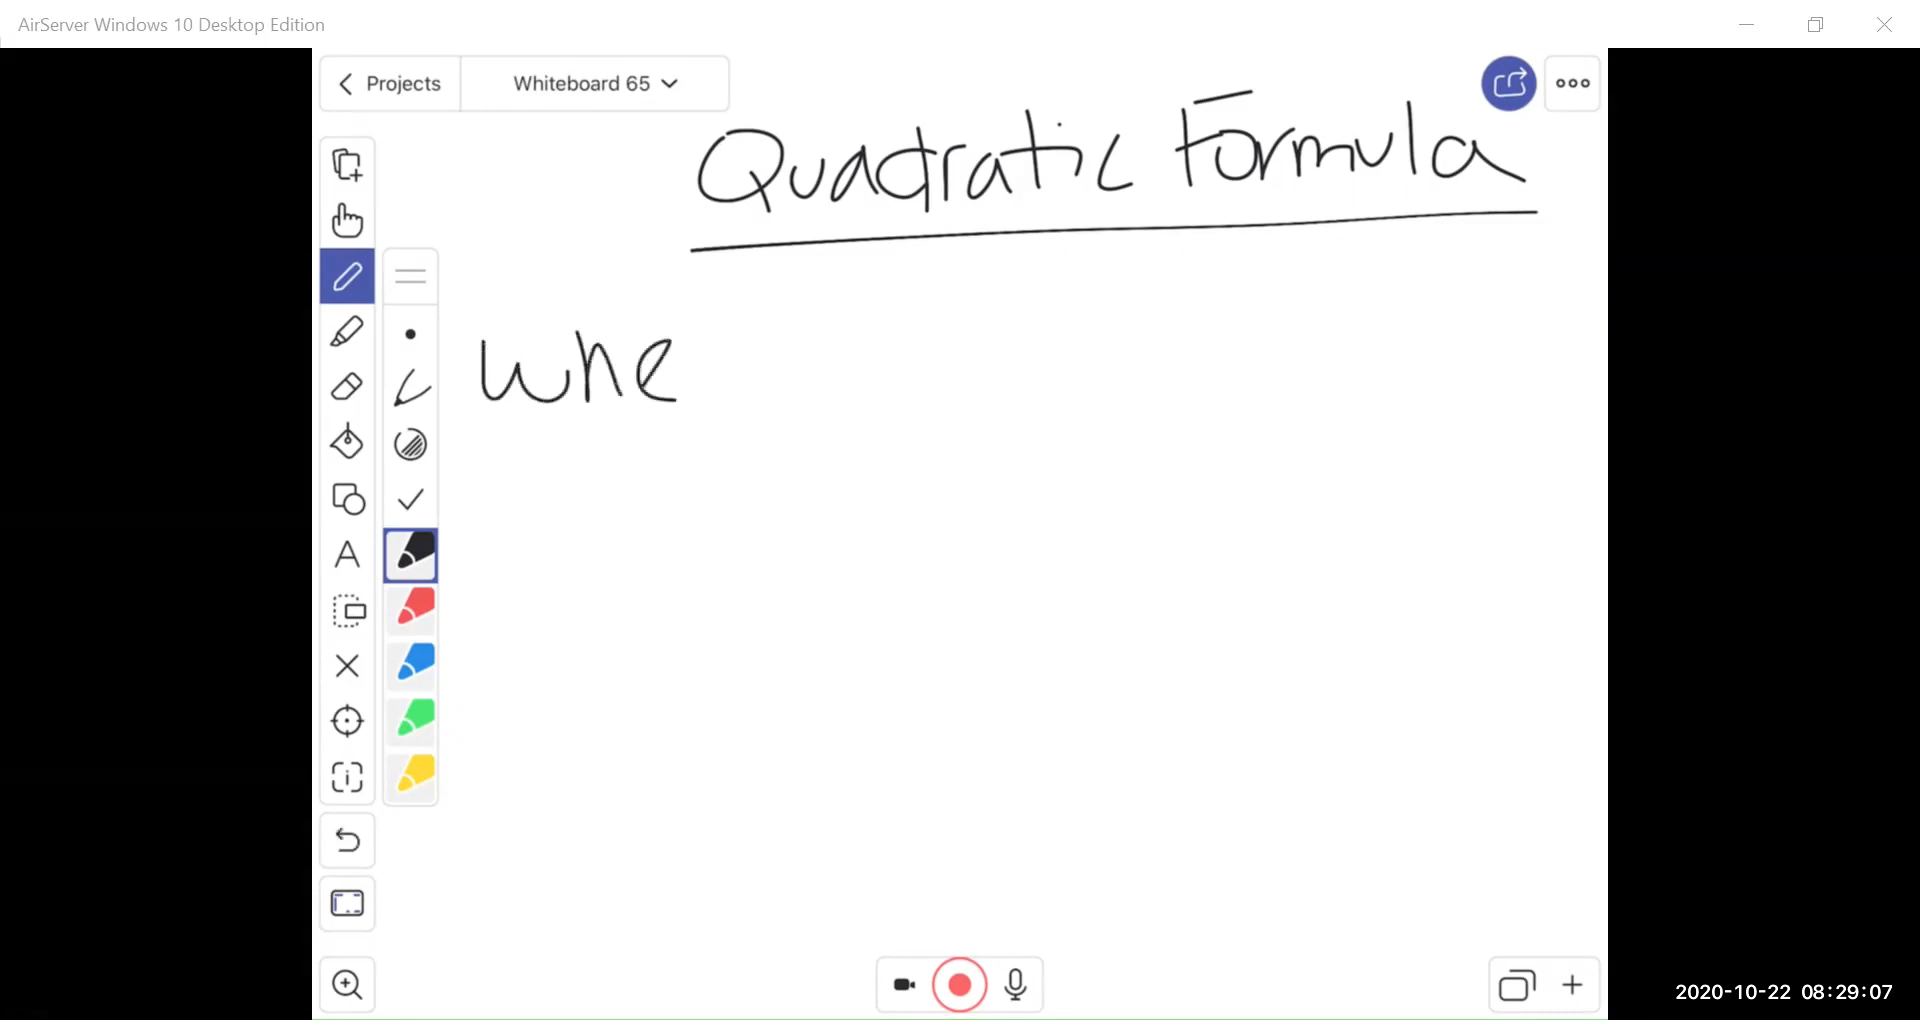 AirServer Windows 10 Desktop Edition
Projects
Whiteboard 65
Quadratic Formula
Whe
A
2020-10-22 08:29:07